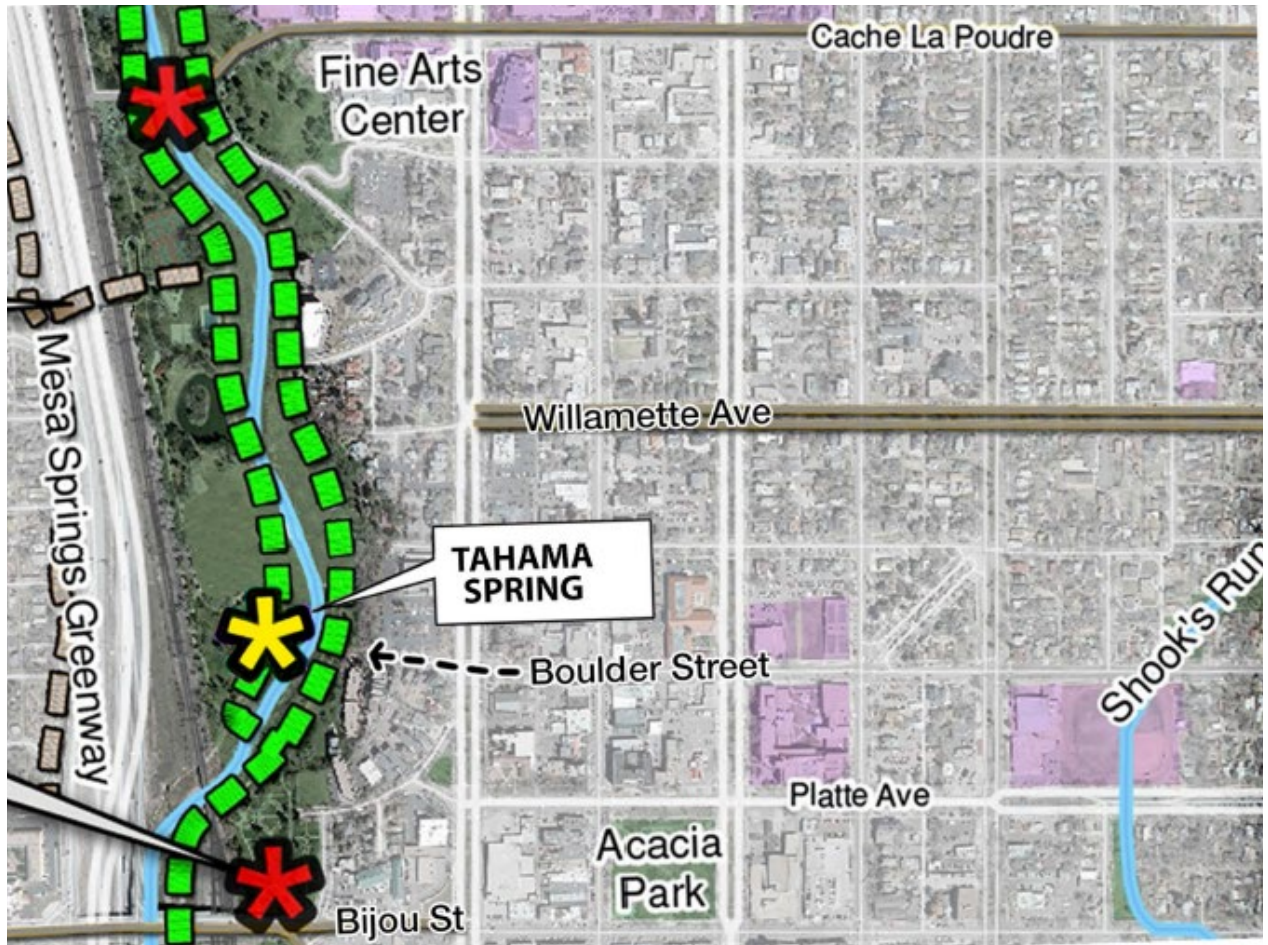 Cache La Poudre
Fine Arts
Center
Mesa Springs Greenway
Willamette Ave
TAHAMA
SPRING
Boulder Street
Shook's Run
Platte Ave
Acacia
Park
Bijou St